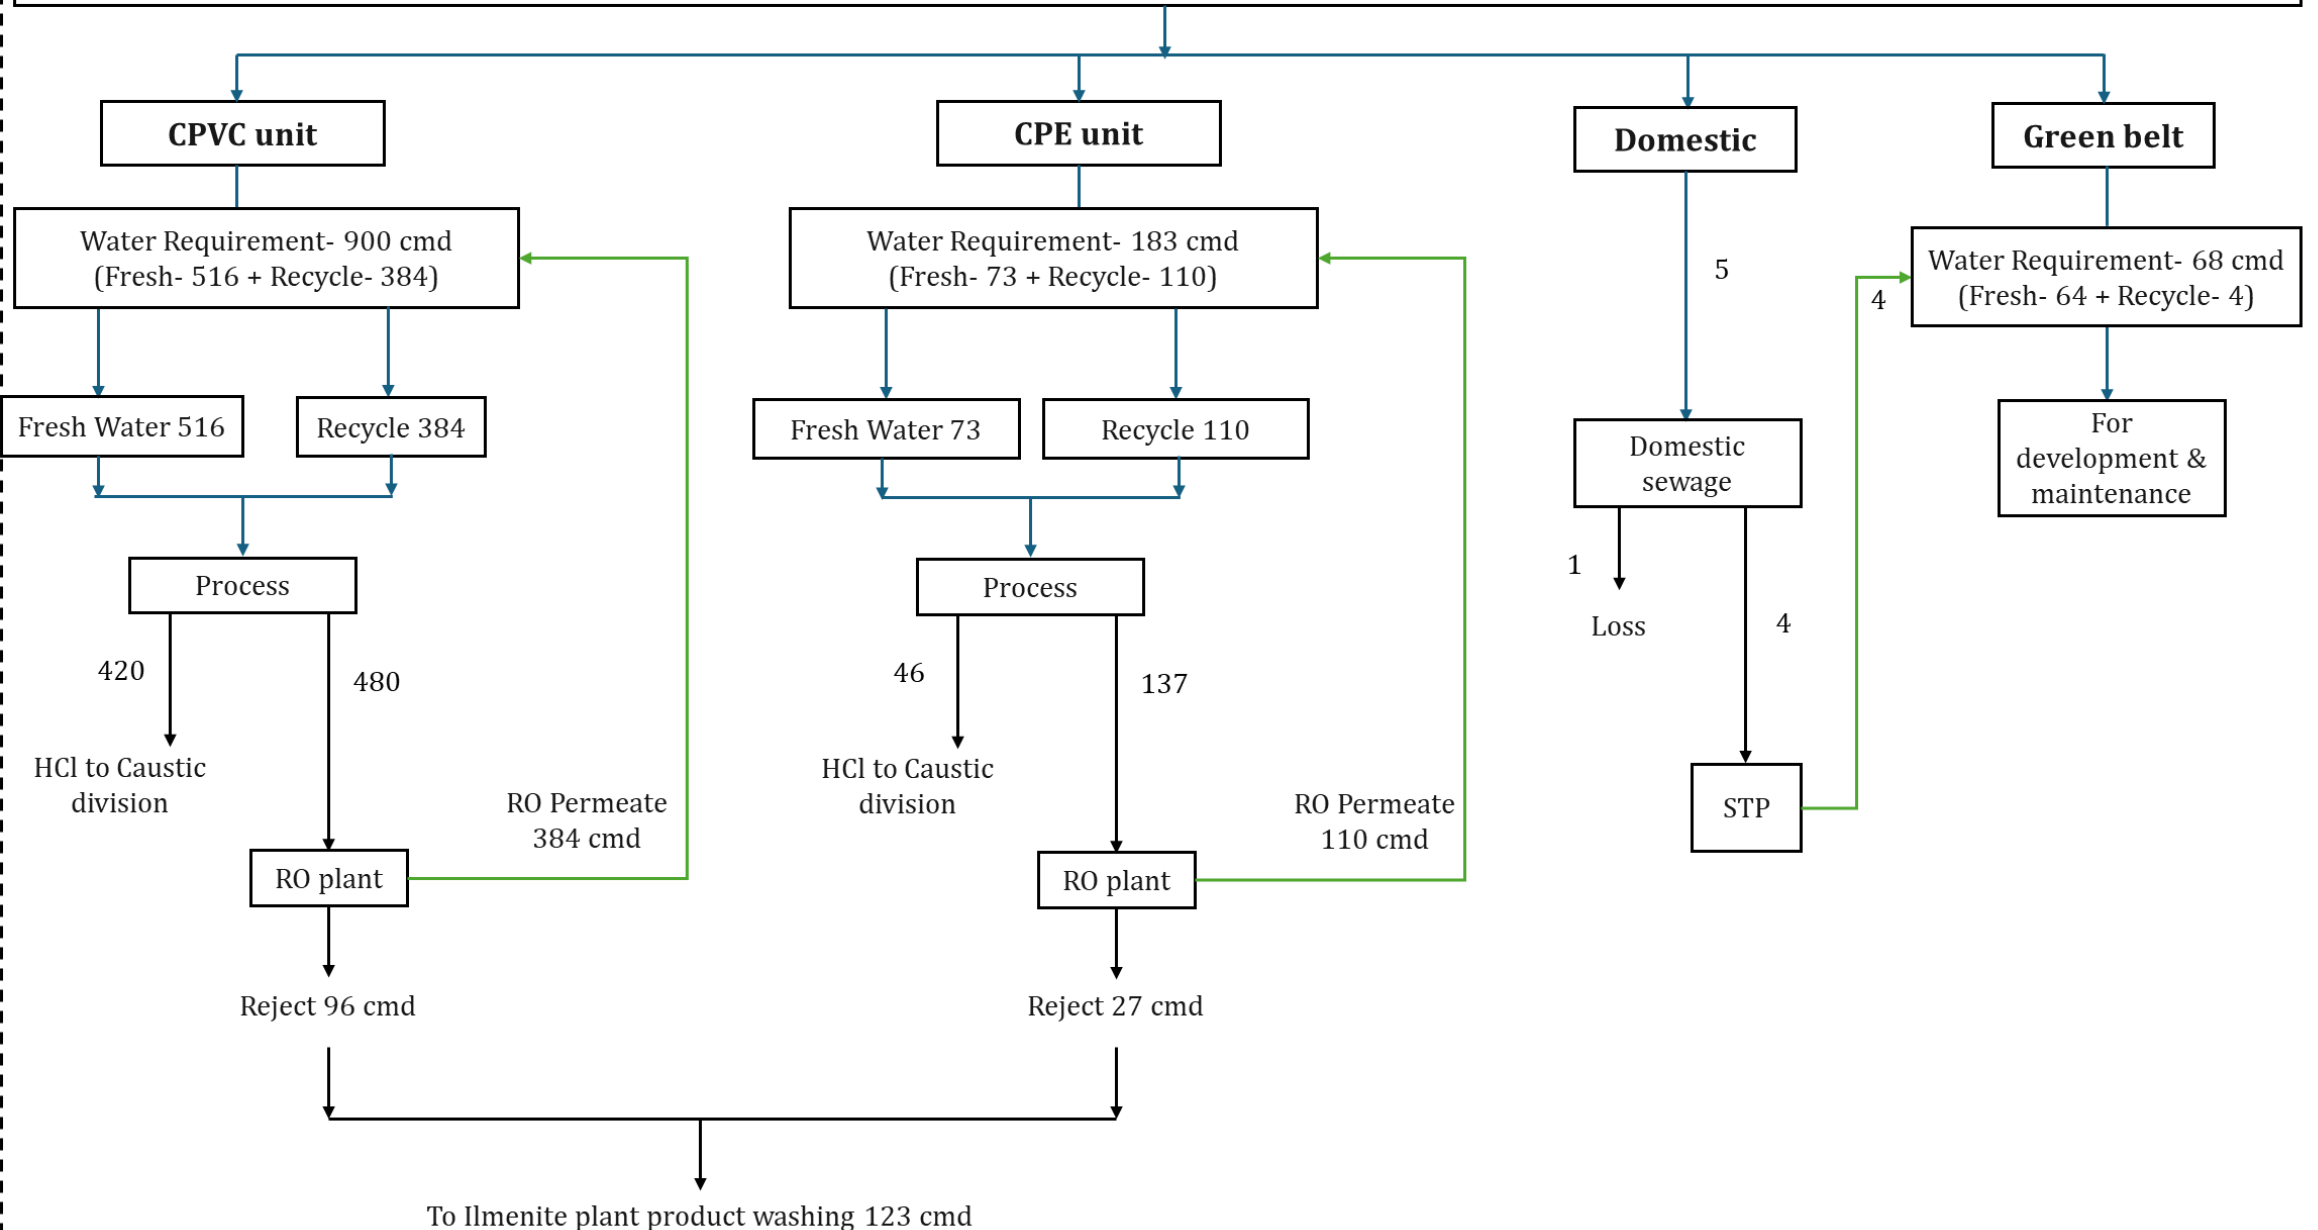 CPVC unit
CPE unit
Domestic
Green belt
Water Requirement- 900 cmd
(Fresh- 516 + Recycle- 384)
Water Requirement- 183 cmd
(Fresh- 73 + Recycle- 110)
5
4
Water Requirement- 68 cmd
(Fresh- 64 + Recycle- 4)
Fresh Water 516
Recycle 384
Fresh Water 73
Recycle 110
Domestic
sewage
For
development &
maintenance
Process
Process
1
Loss
4
420
480
46
137
HCl to Caustic
division
HCl to Caustic
division
RO Permeate
384 cmd
RO Permeate
110 cmd
STP
RO plant
RO plant
Reject 96 cmd
Reject 27 cmd
To Ilmenite plant product washing 123 cmd